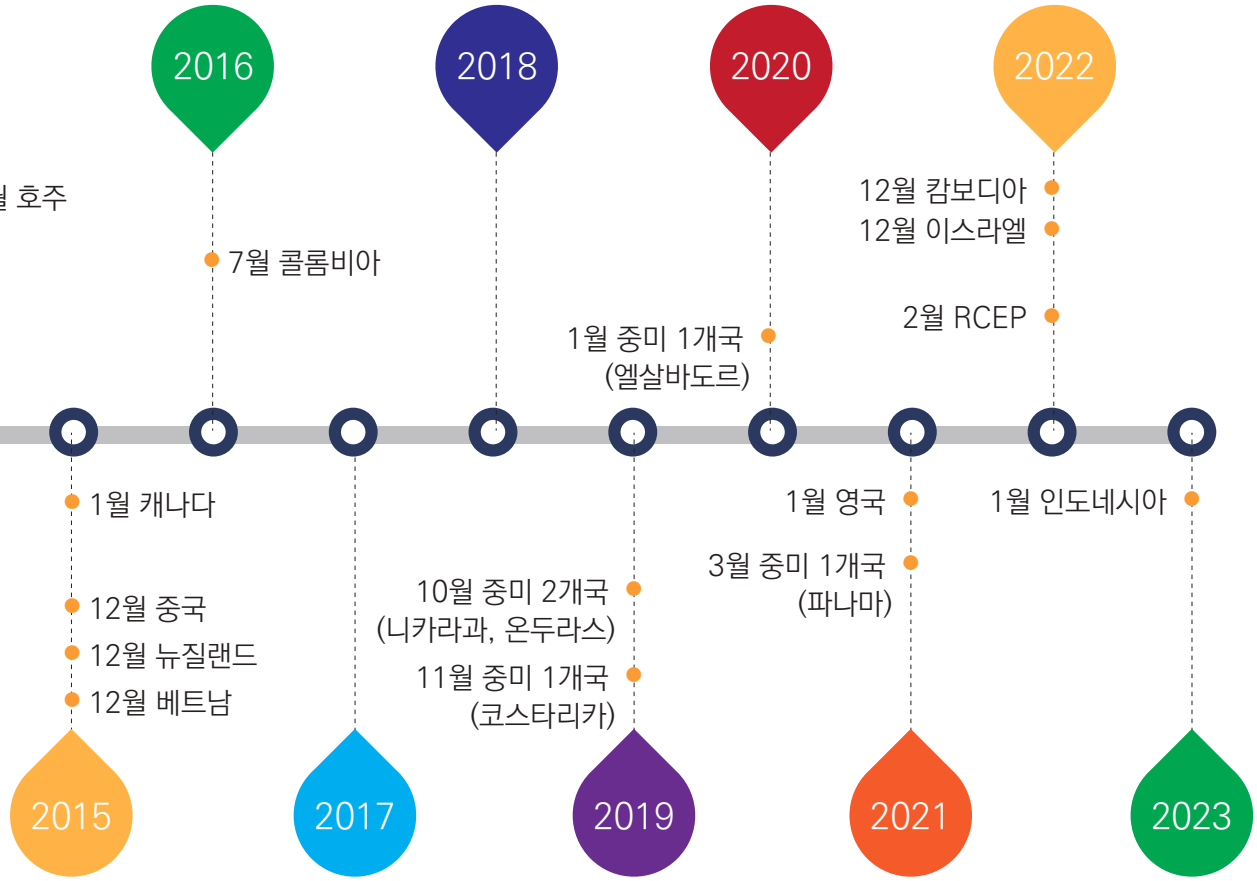 2016
2018
2020
2022
호주
7월 콜롬비아
1월 중미 1개국
(엘살바도르)
12월 캄보디아
12월 이스라엘
2월 RCEP
1월 캐나다
12월 중국
12월 뉴질랜드
12월 베트남
10월 중미 2개국
(니카라과, 온두라스)
11월 중미 1개국
(코스타리카)
1월 영국
3월 중미 1개국
(파나마)
1월 인도네시아
2015
2017
2019
2021
2023